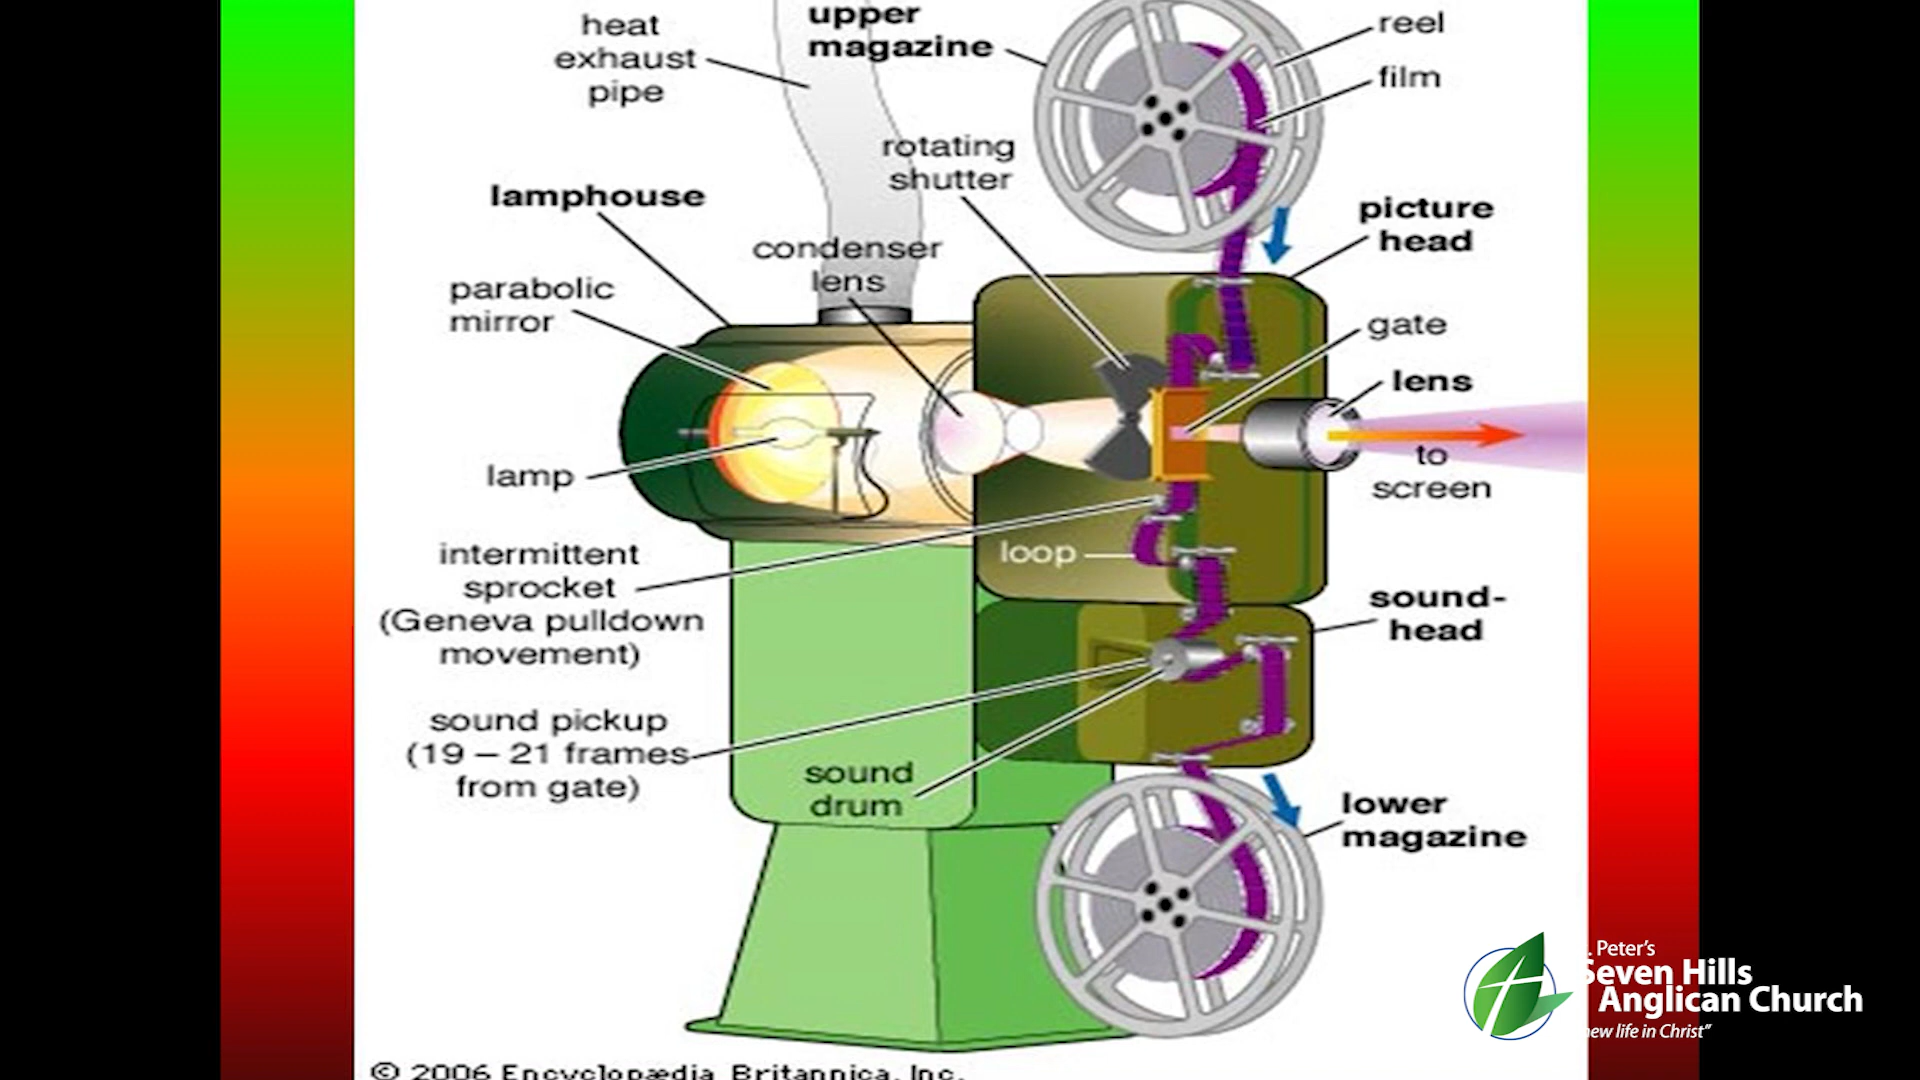 heat
exhaust
pipe
upper
magazine
reel
film
rotating
shutter
lamphouse
picture
head
condenser
lens
parabolic
mirror
gate
lens
lamp
to
screen
intermittent
sprocket
(Geneva pulldown
movement)
loop
sound-
head
sound pickup
(19 – 21 frames
from gate)
sound
drum
lower
magazine
Peter's
Seven Hills
Anglican Church
new life in Christ"
© 2006 Encyclopædia Britannica, Inc.